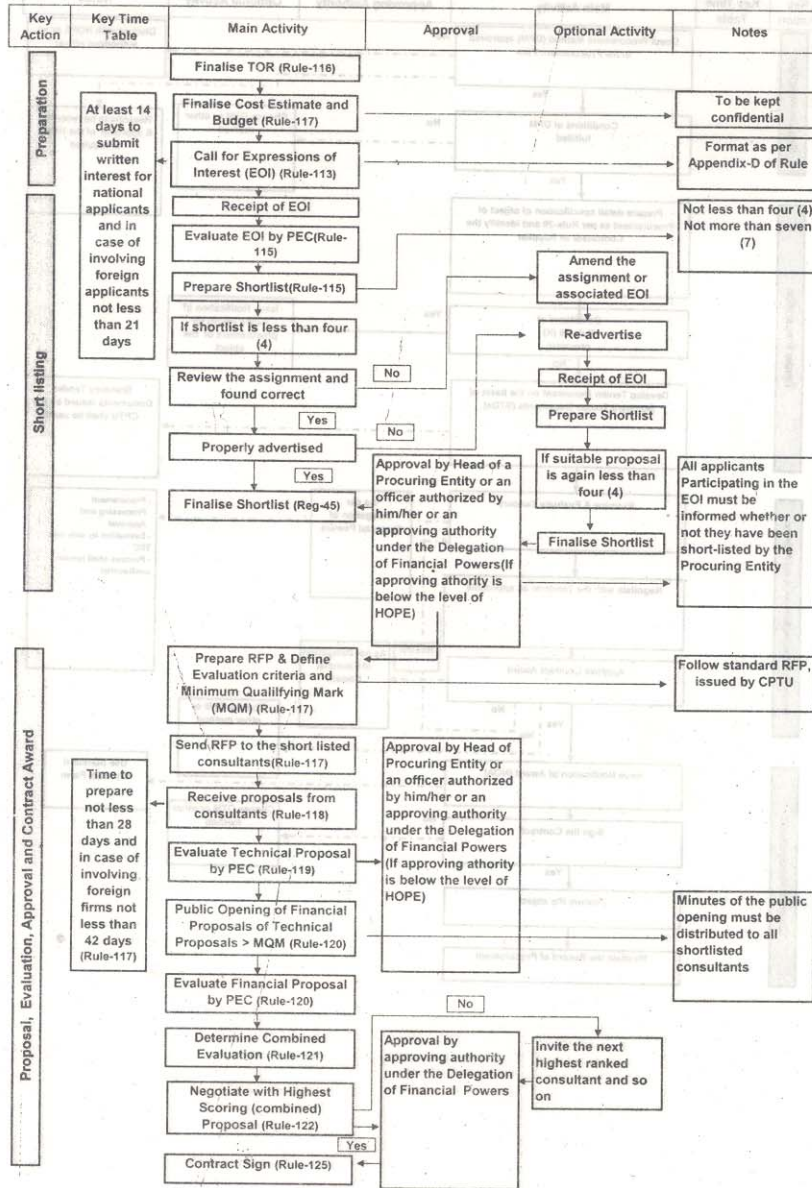 Key
Action
Key Time
Table
Main Activity
Approval
Optional Activity
Notes
Preparation
Short listing
Proposal, Evaluation, Approval and Contract Award
At least 14
days to
submit
written
interest for
national
applicants
and in
case of
involving
foreign
applicants
not less
than 21
days
Finalise TOR (Rule-116)
Finalise Cost Estimate and
Budget (Rule-117)
To be kept
confidential
Call for Expressions of
Interest (EOI) (Rule-113)
Format as per
Appendix-D of Rule
Receipt of EOI
Evaluate EOI by PEC(Rule-
115)
Prepare Shortlist(Rule-115)
Not less than four (4)
Not more than seven
(7)
If shortlist is less than four
(4)
Review the assignment and
found correct
No
Yes
Properly advertised
No
Yes
Finalise Shortlist (Reg-45)
Amend the
assignment or
associated EOI
Re-advertise
Receipt of EOI
Prepare Shortlist
If suitable proposal
is again less than
four (4)
Finalise Shortlist
Approval by Head of a
Procuring Entity or an
officer authorized by
him/her or an
approving authority
under the Delegation
of Financial Powers(If
approving athority is
below the level of
HOPE)
All applicants
Participating in the
EOI must be
informed whether or
not they have been
short-listed by the
Procuring Entity
Prepare RFP & Define
Evaluation criteria and
Minimum Qualilfying Mark
(MQM) (Rule-117)
Follow standard RFP,
issued by CPTU
Send RFP to the short listed
consultants(Rule-117)
Time to
prepare
not less
than 28
days and
in case of
involving
foreign
firms not
less than
42 days
(Rule-117)
Receive proposals from
consultants (Rule-118)
Evaluate Technical Proposal
by PEC (Rule-119)
Approval by Head of
Procuring Entity or
an officer authorized
by him/her or an
approving authority
under the Delegation
of Financial Powers
(If approving athority
is below the level of
HOPE)
Public Opening of Financial
Proposals of Technical
Proposals > MQM (Rule-120)
Minutes of the public
opening must be
distributed to all
shortlisted
consultants
Evaluate Financial Proposal
by PEC (Rule-120)
No
Determine Combined
Evaluation (Rule-121)
Negotiate with Highest
Scoring (combined)
Proposal (Rule-122)
Approval by
approving authority
under the Delegation
of Financial Powers
Invite the next
highest ranked
consultant and so
on
Yes
Contract Sign (Rule-125)